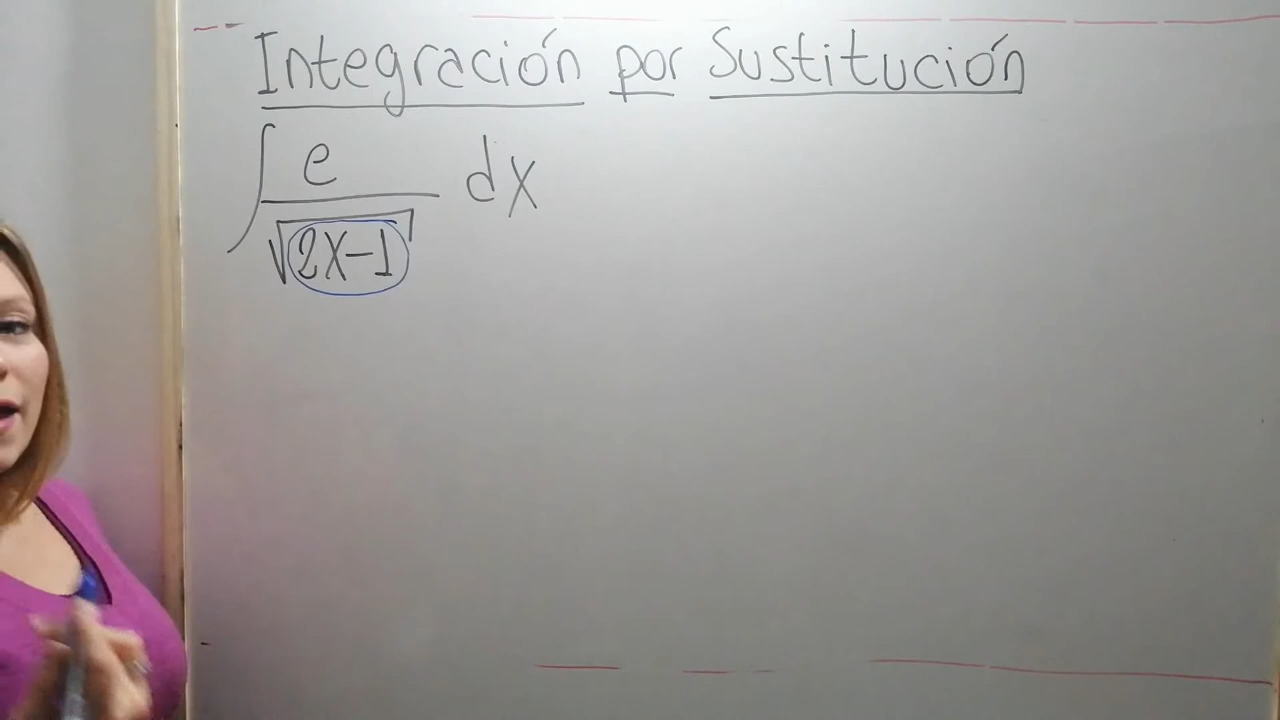 Integración por Sustitución
∫ e / √(2x-1) dx